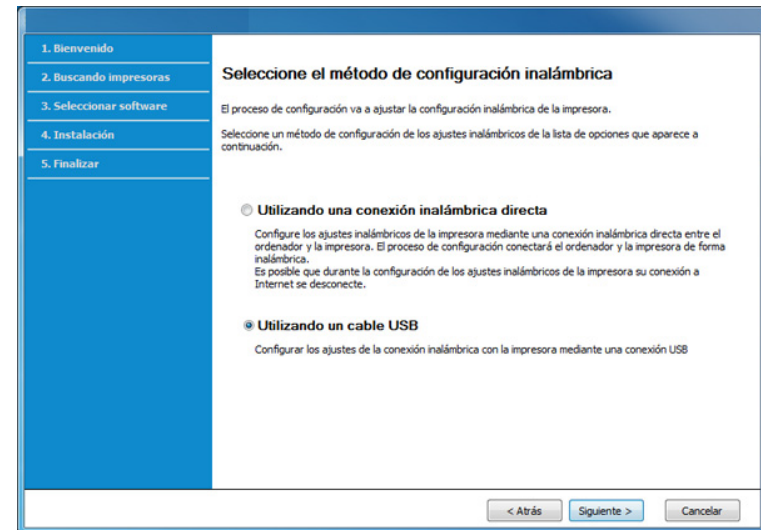 1. Bienvenido
2. Buscando impresoras
3. Seleccionar software
4. Instalación
5. Finalizar
Seleccione el método de configuración inalámbrica
El proceso de configuración va a ajustar la configuración inalámbrica de la impresora.
Seleccione un método de configuración de los ajustes inalámbricos de la lista de opciones que aparece a
continuación.
Utilizando una conexión inalámbrica directa
Configure los ajustes inalámbricos de la impresora mediante una conexión inalámbrica directa entre el
ordenador y la impresora. El proceso de configuración conectará el ordenador y la impresora de forma
inalámbrica.
Es posible que durante la configuración de los ajustes inalámbricos de la impresora su conexión a
Internet se desconecte.
Utilizando un cable USB
Configurar los ajustes de la conexión inalámbrica con la impresora mediante una conexión USB
< Atrás
Siguiente >
Cancelar